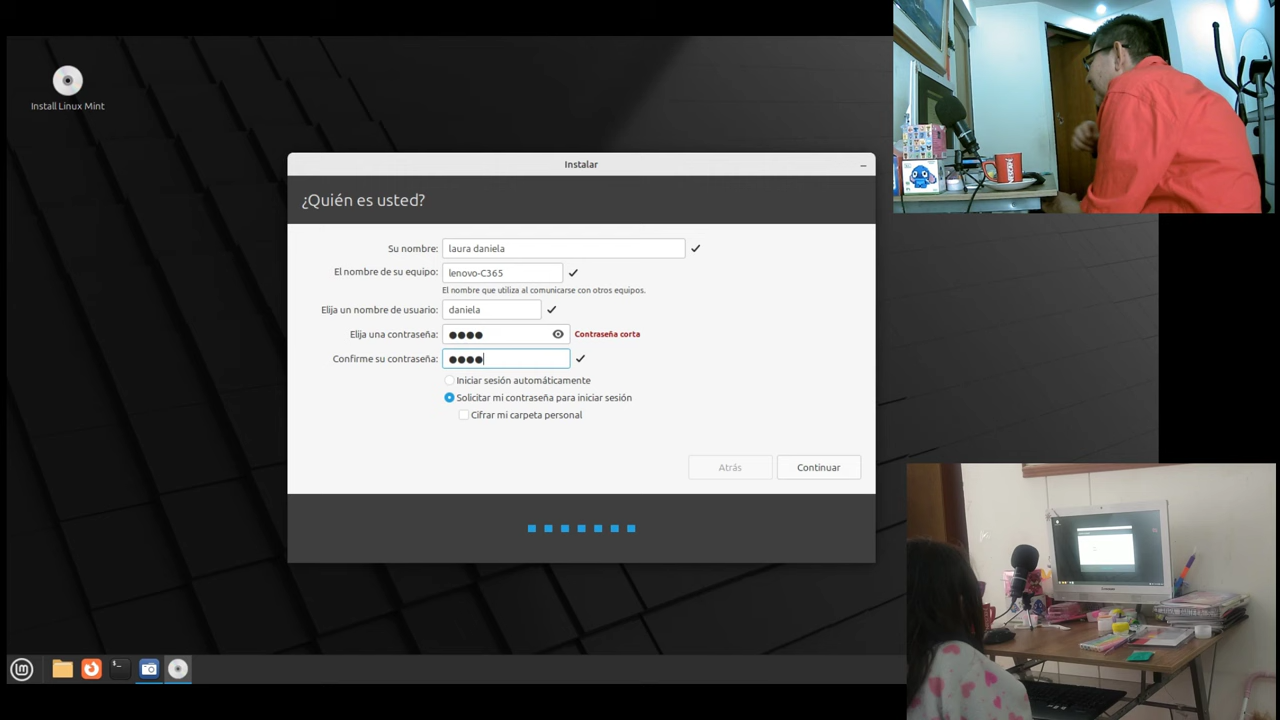 Install Linux Mint
Instalar
¿Quién es usted?
Su nombre: laura daniela
El nombre de su equipo: lenovo-C365
El nombre que utiliza al comunicarse con otros equipos.
Elija un nombre de usuario: daniela
Elija una contraseña: ●●●● Contraseña corta
Confirme su contraseña: ●●●●
Iniciar sesión automáticamente
Solicitar mi contraseña para iniciar sesión
Cifrar mi carpeta personal
Atrás Continuar